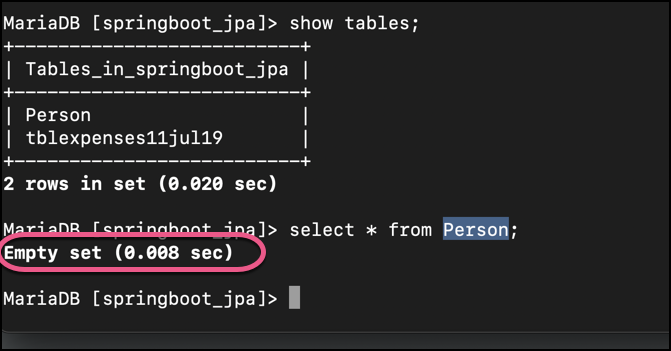 MariaDB [springboot_jpa]> show tables;
+--------------------------+
| Tables_in_springboot_jpa |
+--------------------------+
| Person                   |
| tblexpenses11jul19       |
+--------------------------+
2 rows in set (0.020 sec)
MariaDB [springboot_jpa]> select * from Person;
Empty set (0.008 sec)
MariaDB [springboot_jpa]>